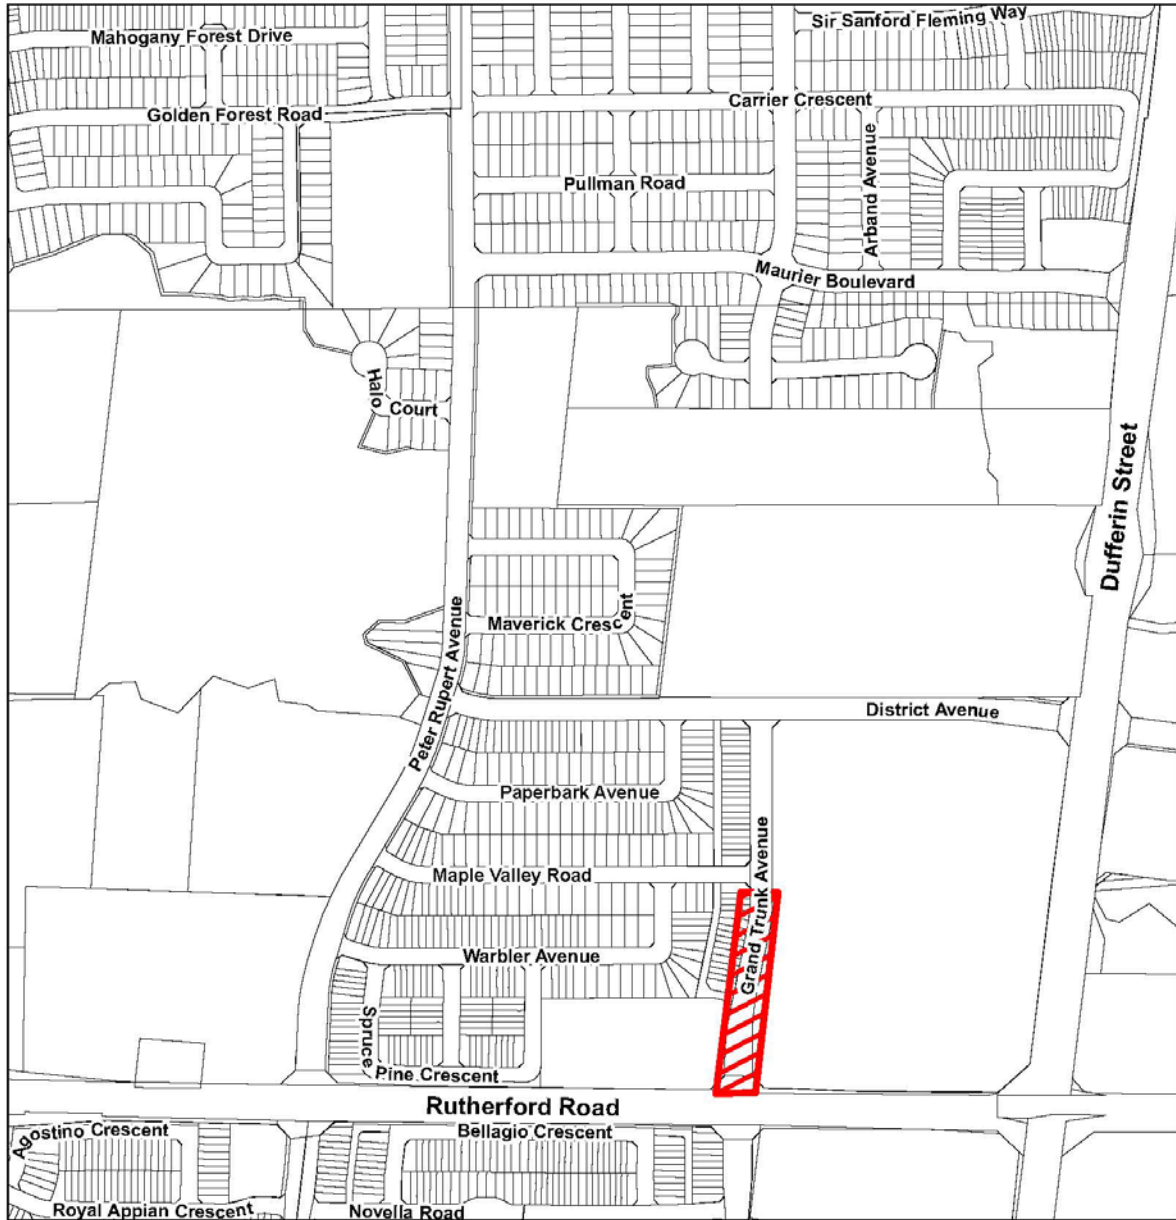 Sir Sanford Fleming Way
Mahogany Forest Drive
Carrier Crescent
Golden Forest Road
Arband Avenue
Pullman Road
Maurier Boulevard
Halo Court
Dufferin Street
Maverick Crescent
Peter Rupert Avenue
District Avenue
Paperbark Avenue
Grand Trunk Avenue
Maple Valley Road
Warbler Avenue
Spruce
Pine Crescent
Rutherford Road
Agostino Crescent
Bellagio Crescent
Royal Appian Crescent
Novella Road